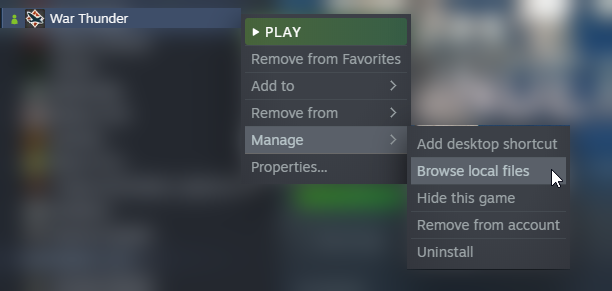 War Thunder
PLAY
Remove from Favorites
Add to
Remove from
Manage
Properties...
Add desktop shortcut
Browse local files
Hide this game
Remove from account
Uninstall